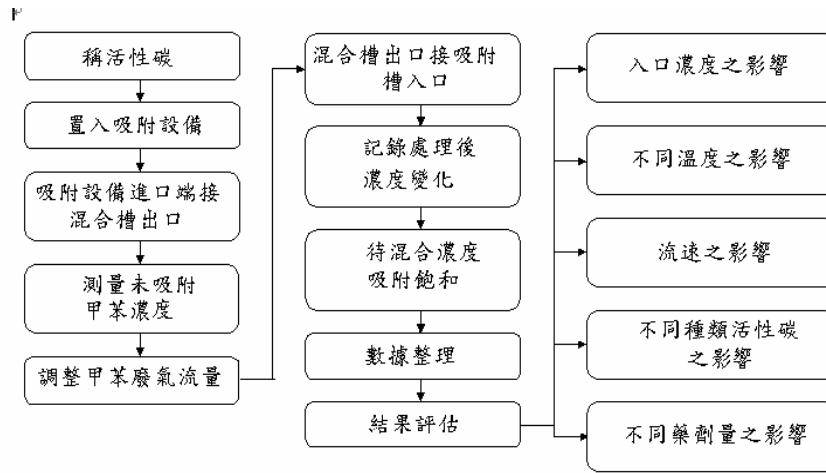 稱活性碳
置入吸附設備
吸附設備進口端接
混合槽出口
測量未吸附
甲苯濃度
調整甲苯廢氣流量
混合槽出口接吸附
槽入口
記錄處理後
濃度變化
待混合濃度
吸附飽和
數據整理
結果評估
入口濃度之影響
不同溫度之影響
流速之影響
不同種類活性碳
之影響
不同藥劑量之影響